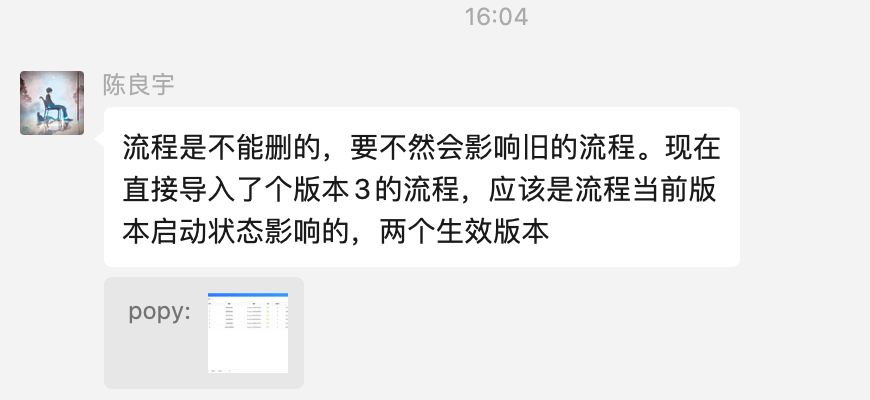 16:04
陈良宇
流程是不能删的，要不然会影响旧的流程。现在
直接导入了个版本3的流程，应该是流程当前版
本启动状态影响的，两个生效版本
popy: